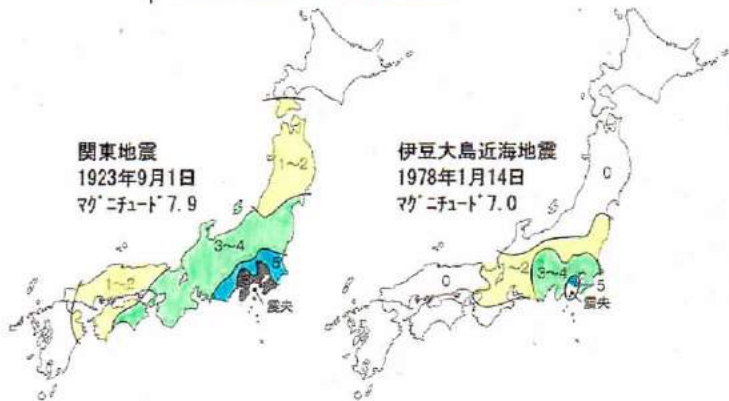 関東地震
1923年9月1日
マグニチュード7.9
1~2
3~4
5
1~2
震央
伊豆大島近海地震
1978年1月14日
マグニチュード7.0
0
0
1~2
3~4
5
震央